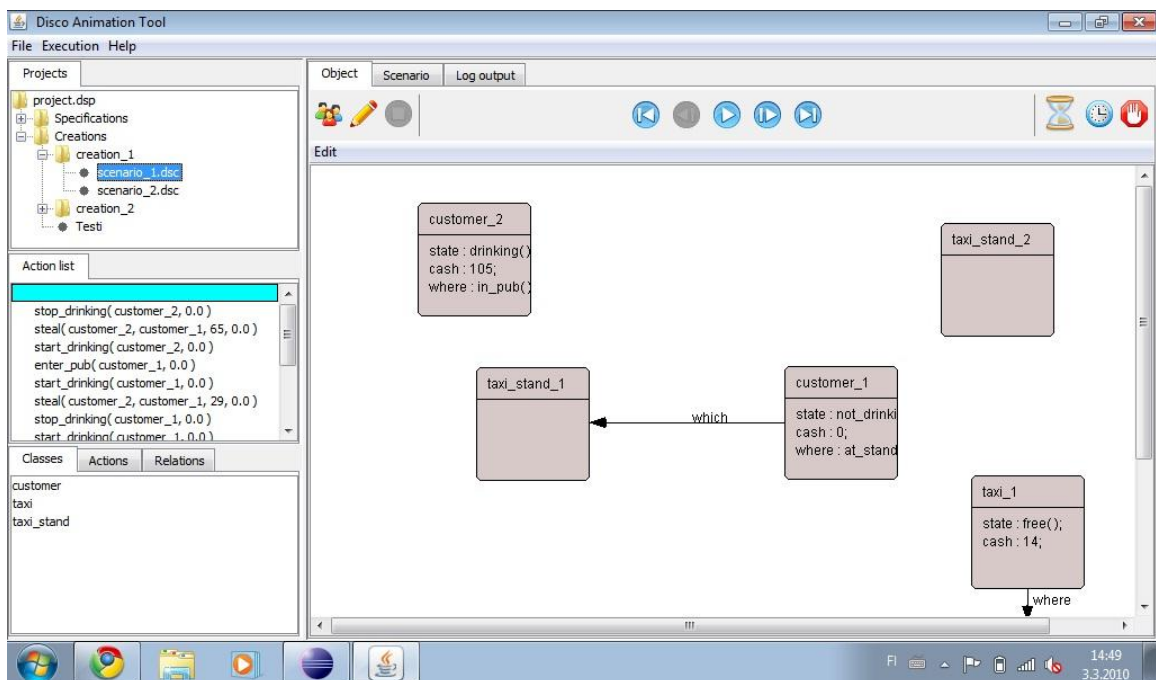 Disco Animation Tool
File Execution Help
Projects
project.dsp
Specifications
Creations
creation_1
scenario_1.dsc
scenario_2.dsc
creation_2
Testi
Action list
stop_drinking( customer_2, 0.0 )
steal( customer_2, customer_1, 65, 0.0 )
start_drinking( customer_2, 0.0 )
enter_pub( customer_1, 0.0 )
start_drinking( customer_1, 0.0 )
steal( customer_2, customer_1, 29, 0.0 )
stop_drinking( customer_1, 0.0 )
start_drinking( customer_1, 0.0 )
Classes Actions Relations
customer
taxi
taxi_stand
Object Scenario Log output
Edit
customer_2
state : drinking()
cash : 105;
where : in_pub()
taxi_stand_2
taxi_stand_1
which
customer_1
state : not_drinki
cash : 0;
where : at_stand
taxi_1
state : free();
cash : 14;
where
FI
14:49
3.3.2010